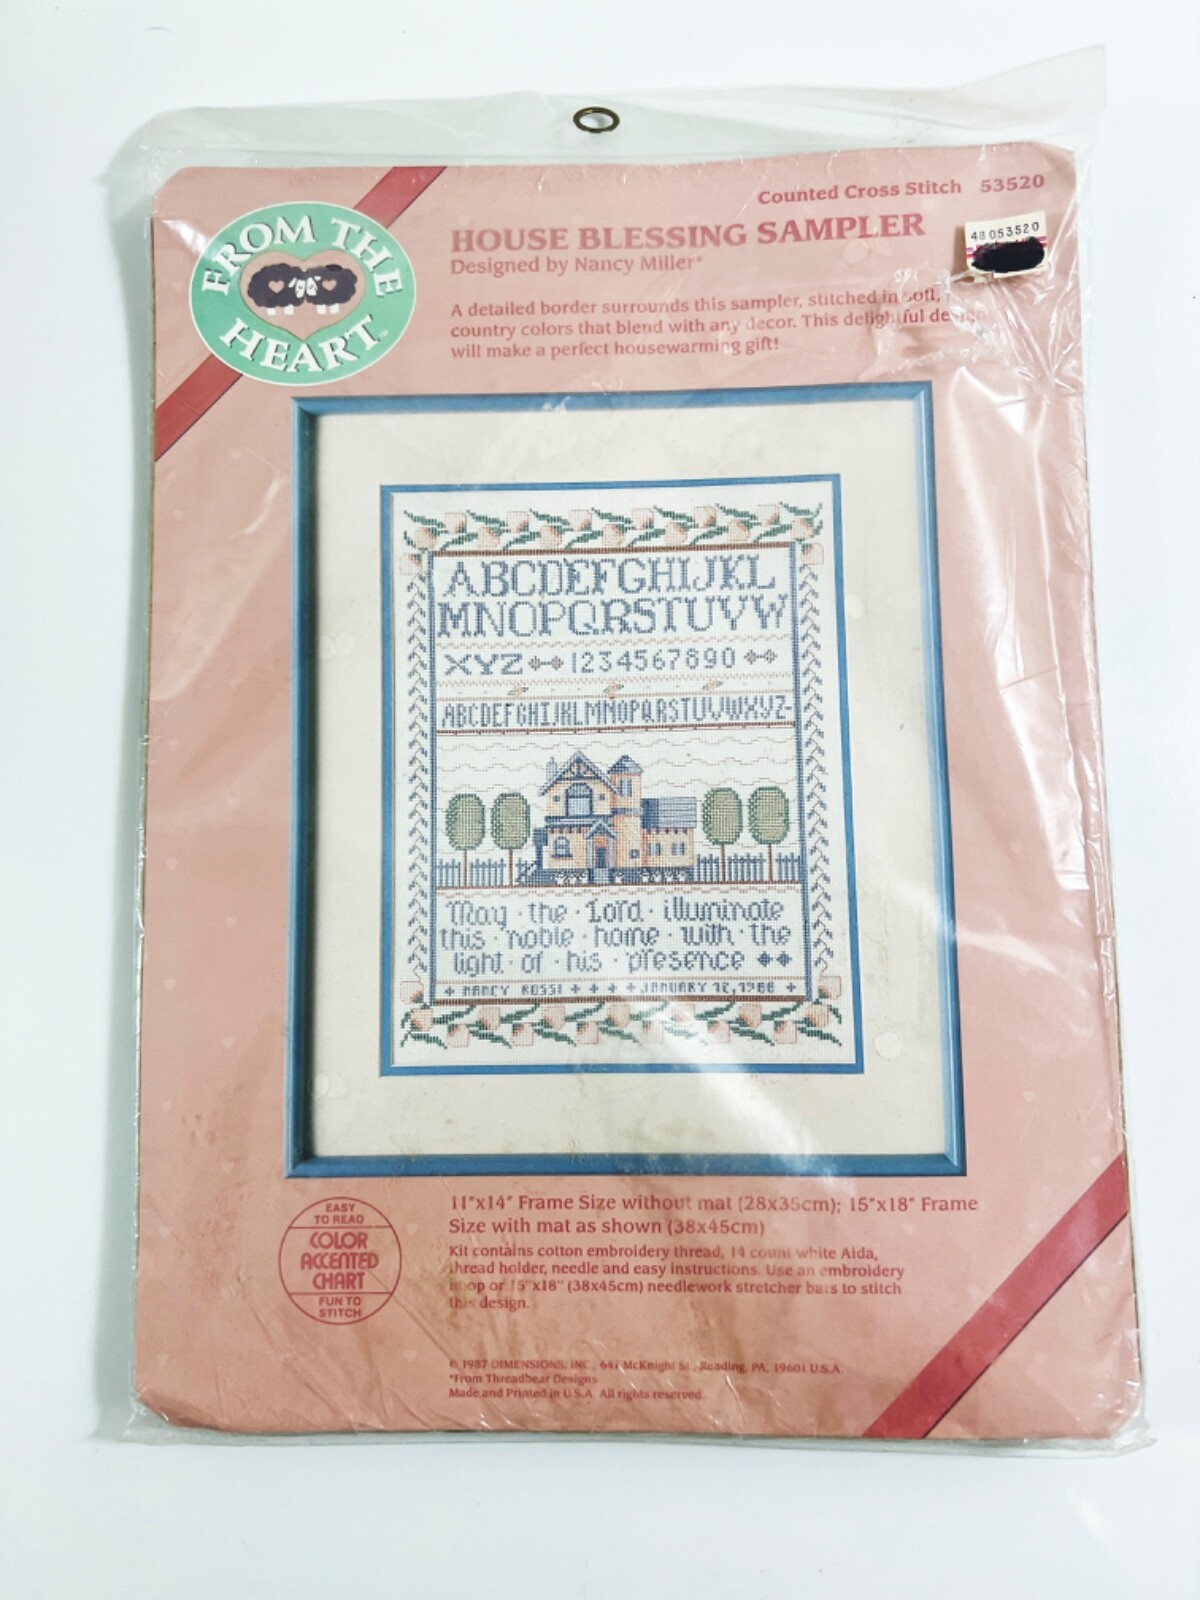 Counted Cross Stitch 53520
FROM THE
HEART
HOUSE BLESSING SAMPLER
48 053520
Designed by Nancy Miller*
A detailed border surrounds this sampler, stitched in soft,
country colors that blend with any decor. This delightful design
will make a perfect housewarming gift!
ABCDEFGHIJKL
MNOPQRSTUVW
XYZ 1234567890
ABCDEFGHIJKLMNOPQRSTUVWXYZ-
May · the · Lord · illuminate
this · noble · home · with · the
light · of · his · presence
NANCY ROSSI JANUARY 12, 1988
11"x14" Frame Size without mat (28x35cm); 15"x18" Frame
Size with mat as shown (38x45cm)
EASY
TO READ
COLOR
ACCENTED
CHART
FUN TO
STITCH
Kit contains cotton embroidery thread, 14 count white Aida,
thread holder, needle and easy instructions. Use an embroidery
hoop or 15"x18" (38x45cm) needlework stretcher bars to stitch
this design.
© 1987 DIMENSIONS, INC., 641 McKnight St., Reading, PA, 19601 U.S.A.
*From Threadbear Designs
Made and Printed in U.S.A. All rights reserved.